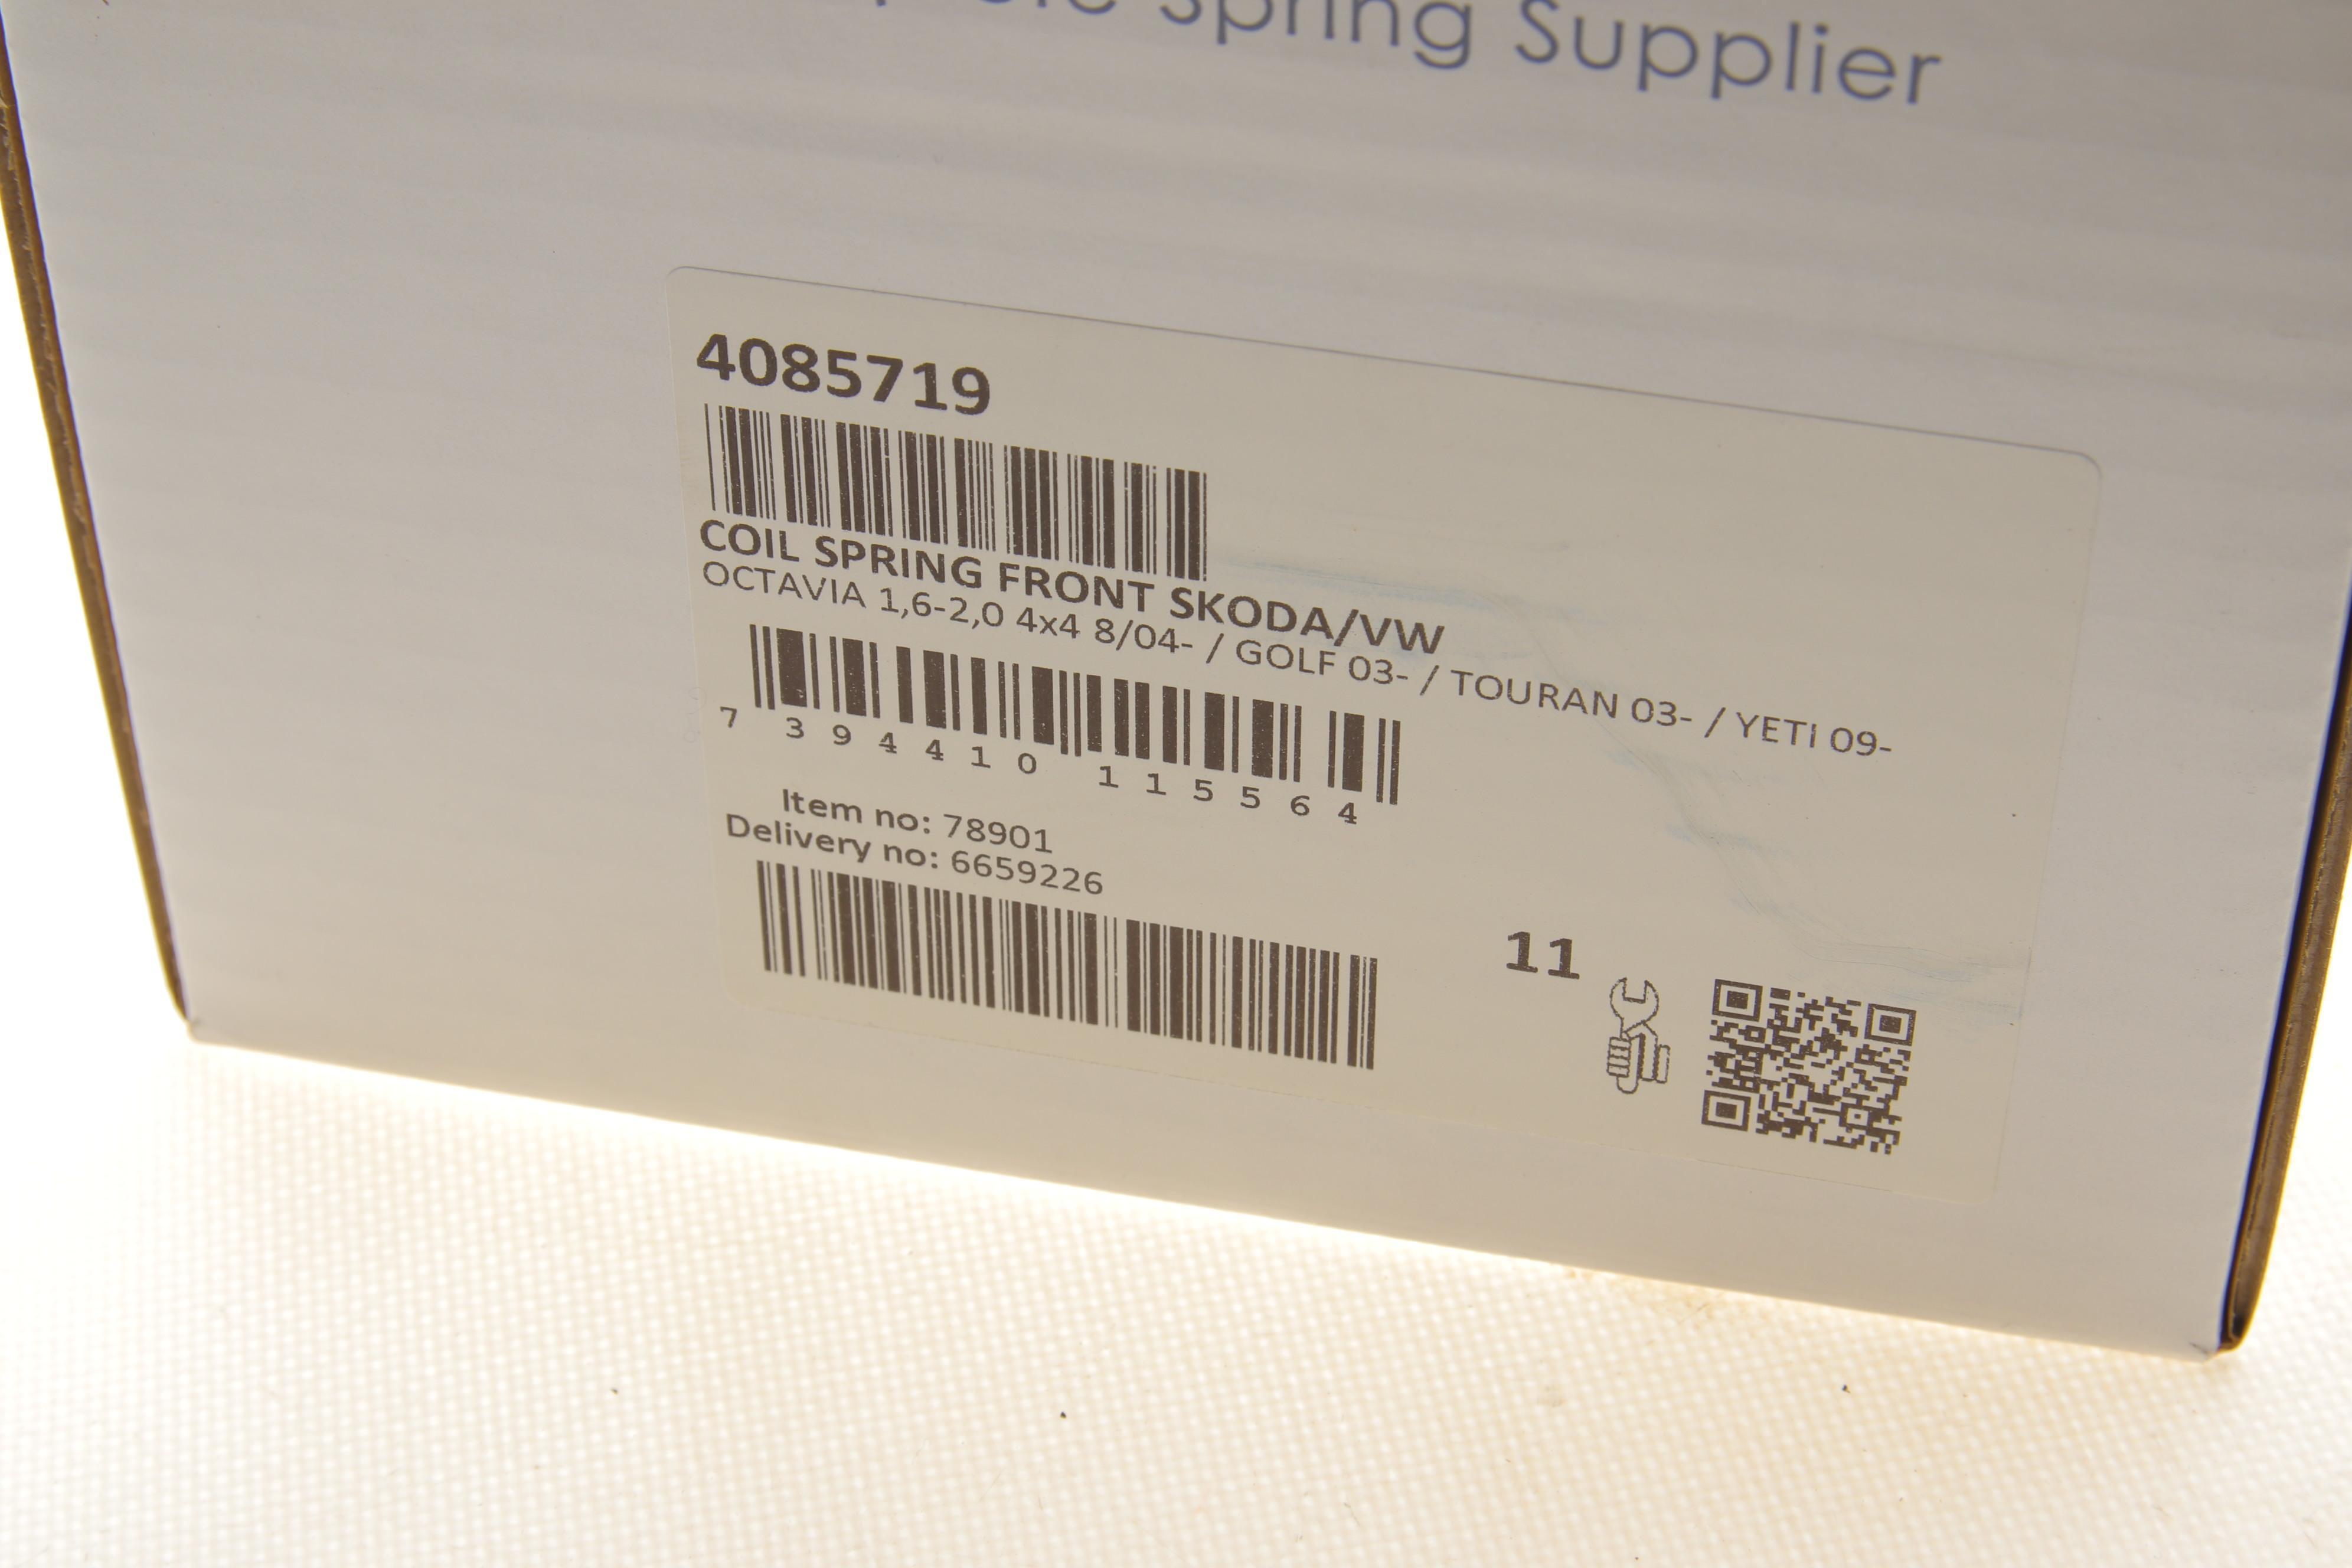 Spring Supplier
4085719
COIL SPRING FRONT SKODA/VW
OCTAVIA 1,6-2,0 4x4 8/04- / GOLF 03- / TOURAN 03- / YETI 09-
7 394410 115564
Item no: 78901
Delivery no: 6659226
11